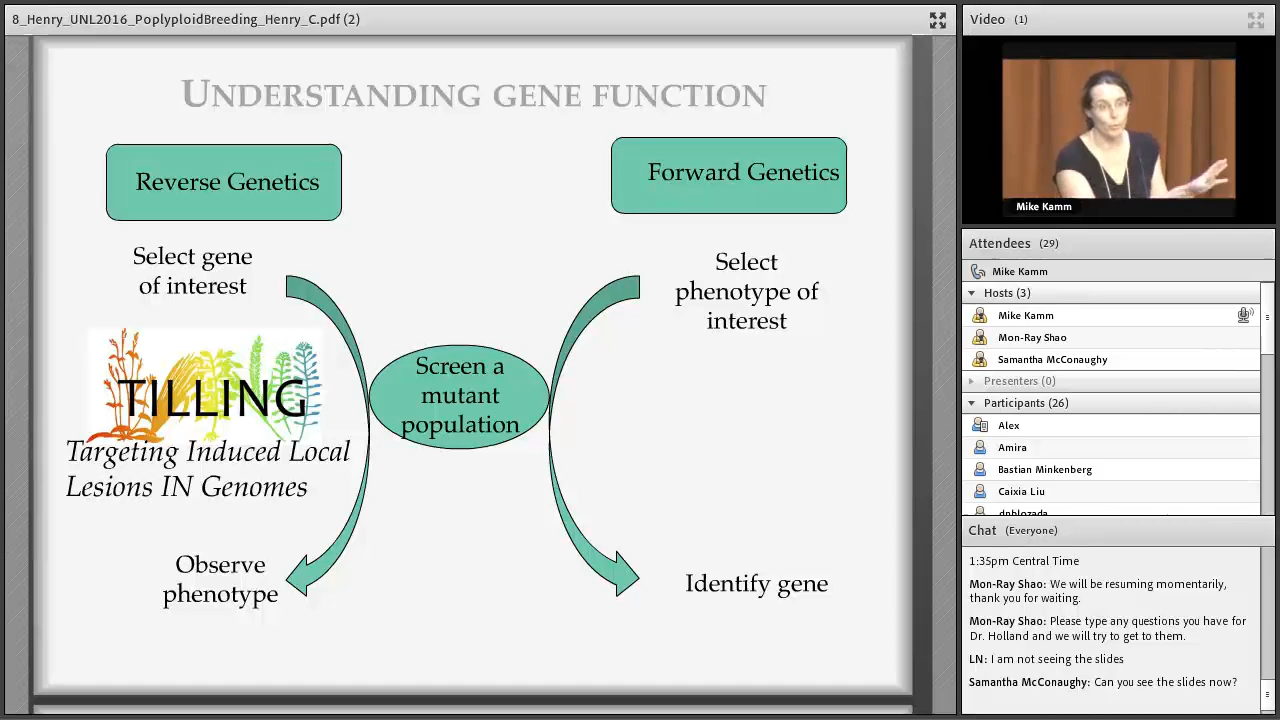 8_Henry_UNL2016_PoplyploidBreeding_Henry_C.pdf (2)
UNDERSTANDING GENE FUNCTION
Reverse Genetics
Forward Genetics
Select gene
of interest
Select
phenotype of
interest
TILLING
Targeting Induced Local
Lesions IN Genomes
Screen a
mutant
population
Observe
phenotype
Identify gene
Video (1)
Mike Kamm
Attendees (29)
Mike Kamm
Hosts (3)
Mike Kamm
Mon-Ray Shao
Samantha McConaughy
Presenters (0)
Participants (26)
Alex
Amira
Bastian Minkenberg
Caixia Liu
dnblozada
Chat (Everyone)
1:35pm Central Time
Mon-Ray Shao: We will be resuming momentarily,
thank you for waiting.
Mon-Ray Shao: Please type any questions you have for
Dr. Holland and we will try to get to them.
LN: I am not seeing the slides
Samantha McConaughy: Can you see the slides now?